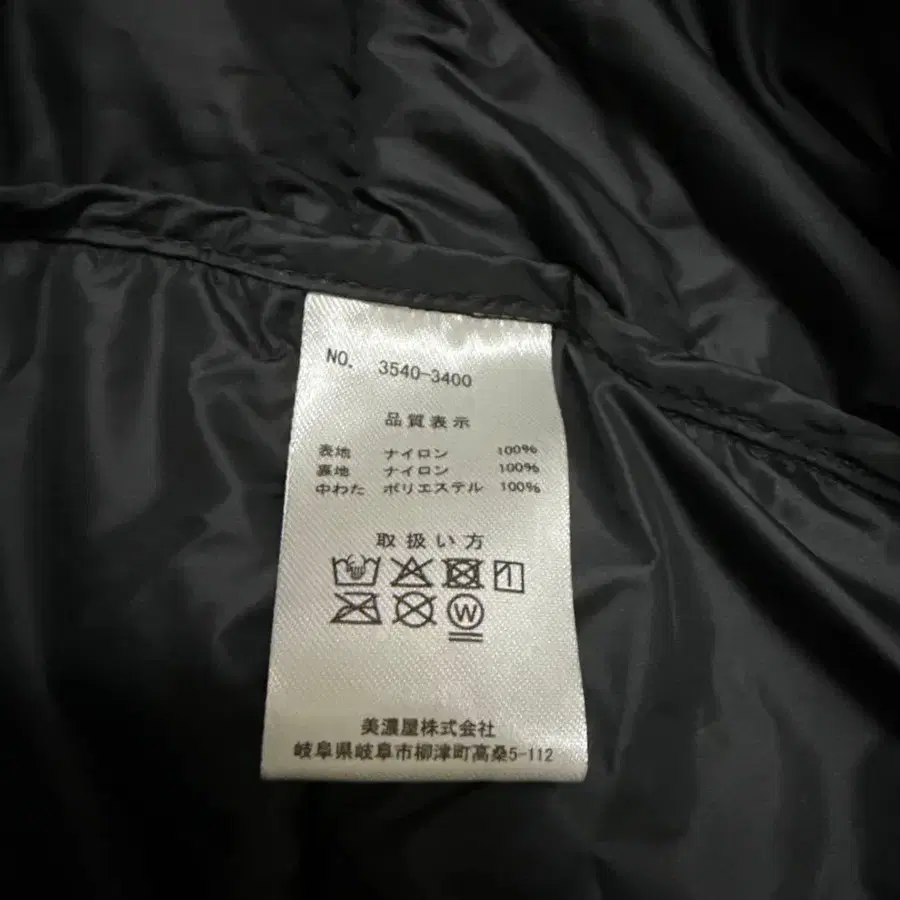 NO. 3540-3400
品質表示
表地 ナイロン 100%
裏地 ナイロン 100%
中わた ポリエステル 100%
取扱い方
W
美濃屋株式会社
岐阜県岐阜市柳津町高桑5-112